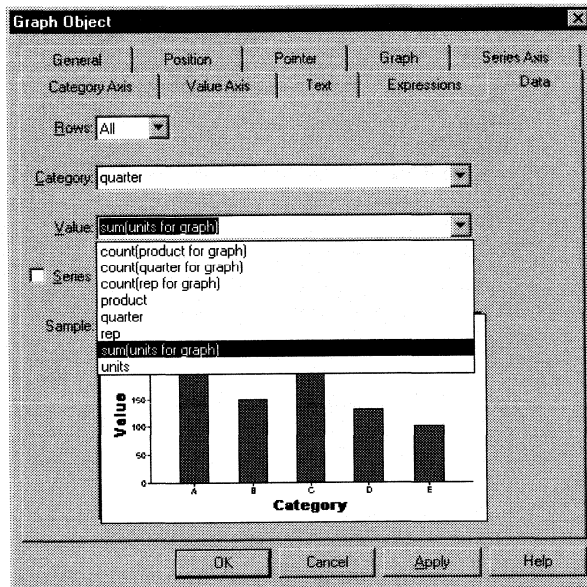 Graph Object
General Position Pointer Graph Series Axis
Category Axis Value Axis Text Expressions Data
Rows: All
Category: quarter
Value: sum(units for graph)
count(product for graph)
count(quarter for graph)
Series
count(rep for graph)
product
quarter
Sample:
rep
sum(units for graph)
units
Value
150
100
50
0
A B C D E
Category
OK Cancel Apply Help